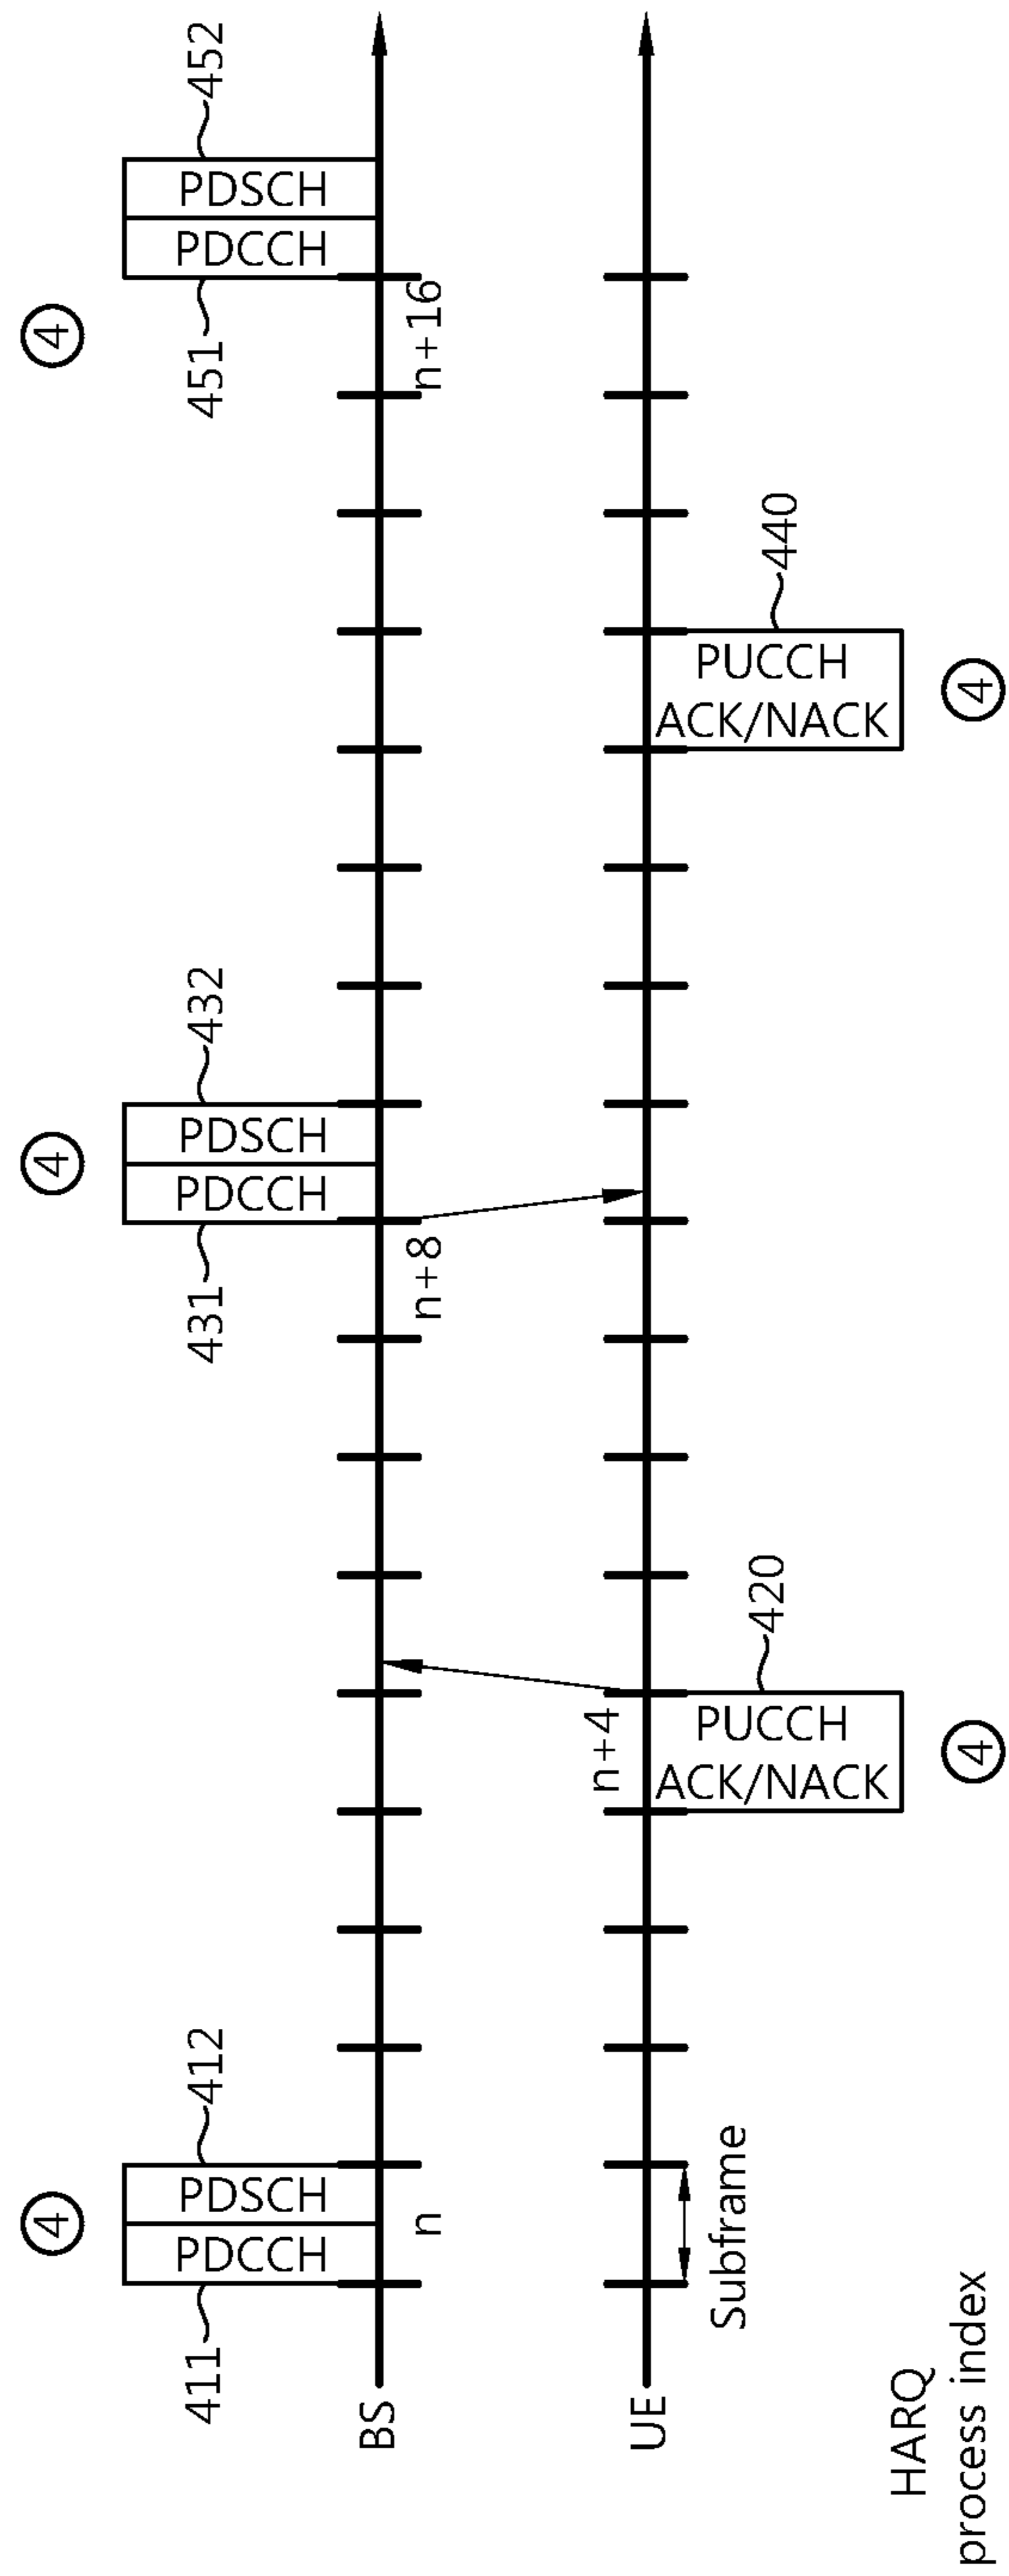 ④
④
④
411
PDCCH
PDSCH
412
431
PDCCH
PDSCH
432
451
PDCCH
PDSCH
452
BS
n
n+8
n+16
n+4
UE
Subframe
ACK/NACK
PUCCH
420
ACK/NACK
PUCCH
440
HARQ
process index
④
④